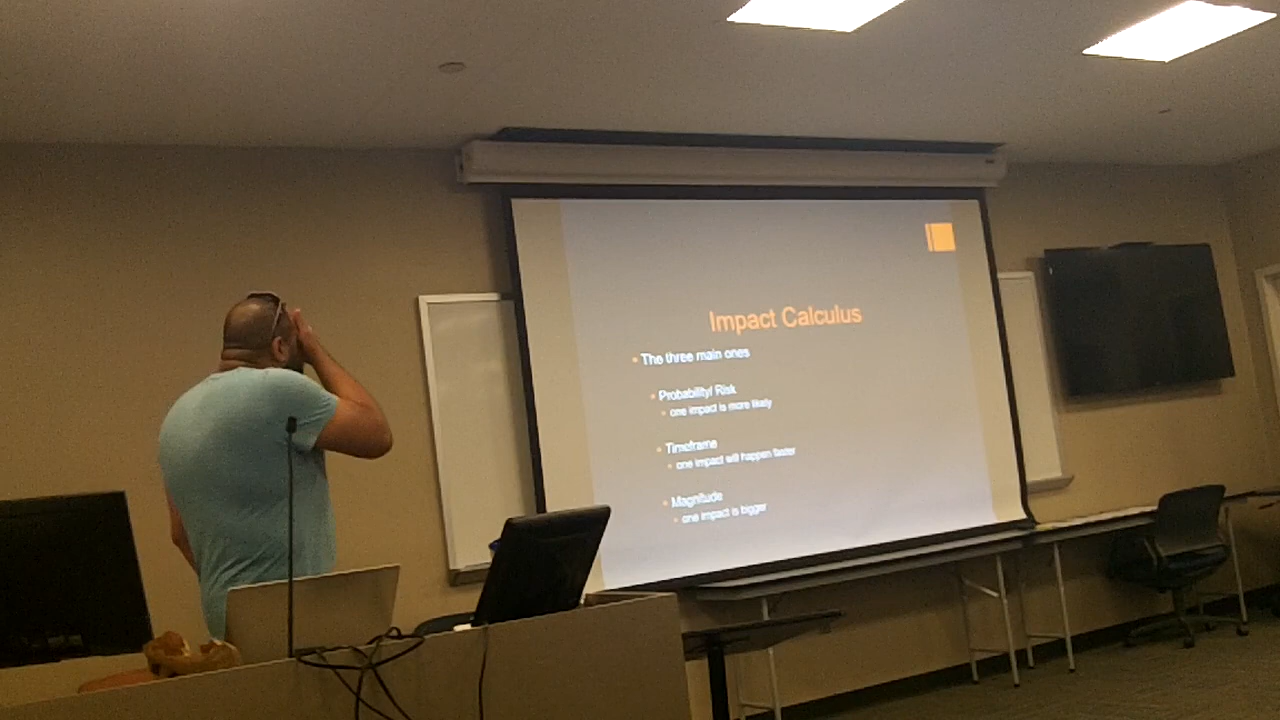 Impact Calculus
The three main ones
Probability/ Risk
one impact is more likely
Timeframe
one impact will happen faster
Magnitude
one impact is bigger